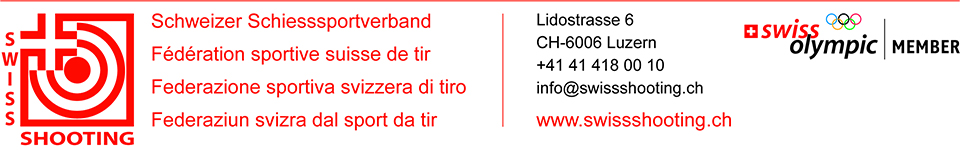 SWISS
SHOOTING
Schweizer Schiesssportverband
Fédération sportive suisse de tir
Federazione sportiva svizzera di tiro
Federaziun svizra dal sport da tir
Lidostrasse 6
CH-6006 Luzern
+41 41 418 00 10
info@swissshooting.ch
www.swissshooting.ch
swiss
olympic
MEMBER